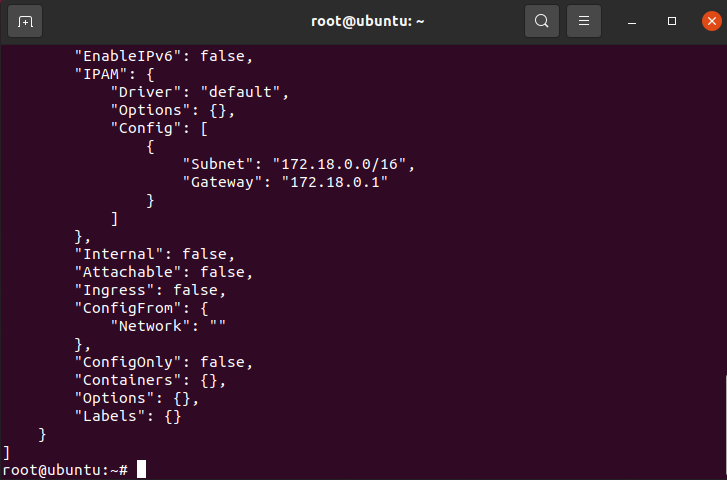 root@ubuntu: ~
        "EnableIPv6": false,
        "IPAM": {
            "Driver": "default",
            "Options": {},
            "Config": [
                {
                    "Subnet": "172.18.0.0/16",
                    "Gateway": "172.18.0.1"
                }
            ]
        },
        "Internal": false,
        "Attachable": false,
        "Ingress": false,
        "ConfigFrom": {
            "Network": ""
        },
        "ConfigOnly": false,
        "Containers": {},
        "Options": {},
        "Labels": {}
    }
]
root@ubuntu:~#